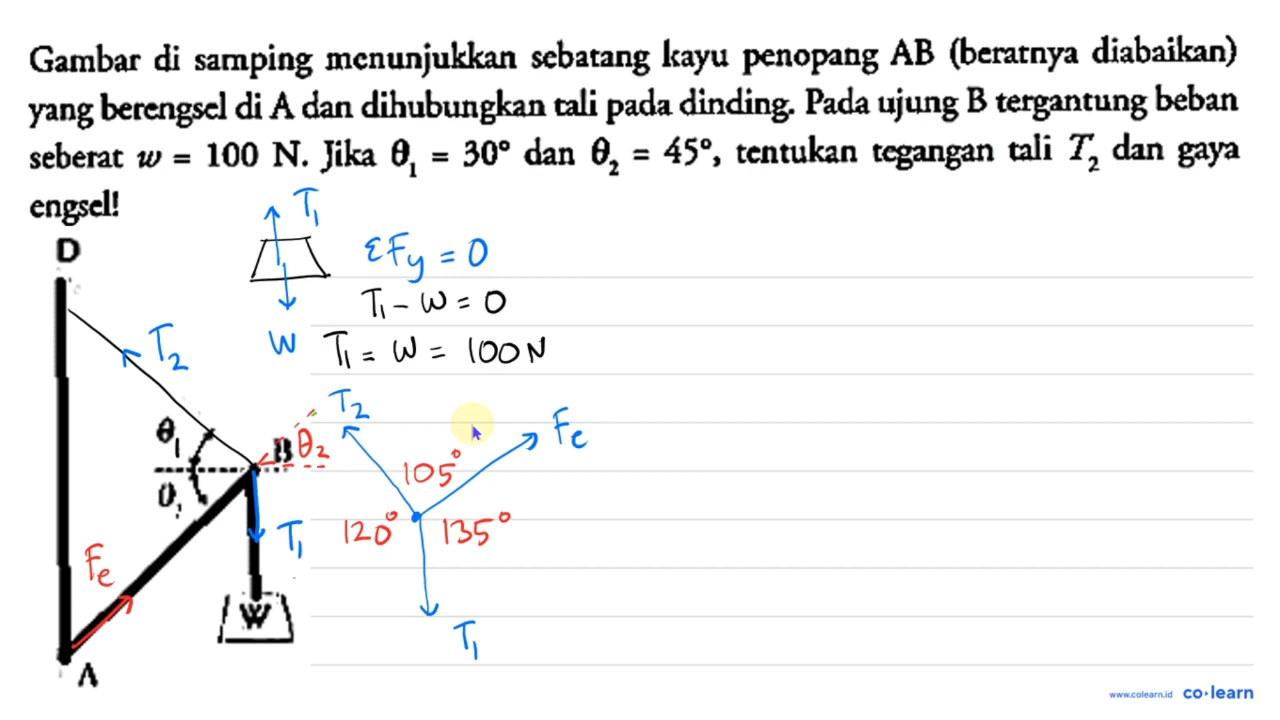 Gambar di samping menunjukkan sebatang kayu penopang AB (beratnya diabaikan)
yang berengsel di A dan dihubungkan tali pada dinding. Pada ujung B tergantung beban
seberat w = 100 N. Jika θ₁ = 30° dan θ₂ = 45°, tentukan tegangan tali T₂ dan gaya
engsel!
T₁
D
ΣFy = 0
T₁ - W = 0
W
T₁ = W = 100 N
T₂
T₂
Fe
θ₁
B
θ₂
105°
T₁
120°
135°
Fe
W
T₁
A
www.colearn.id co·learn